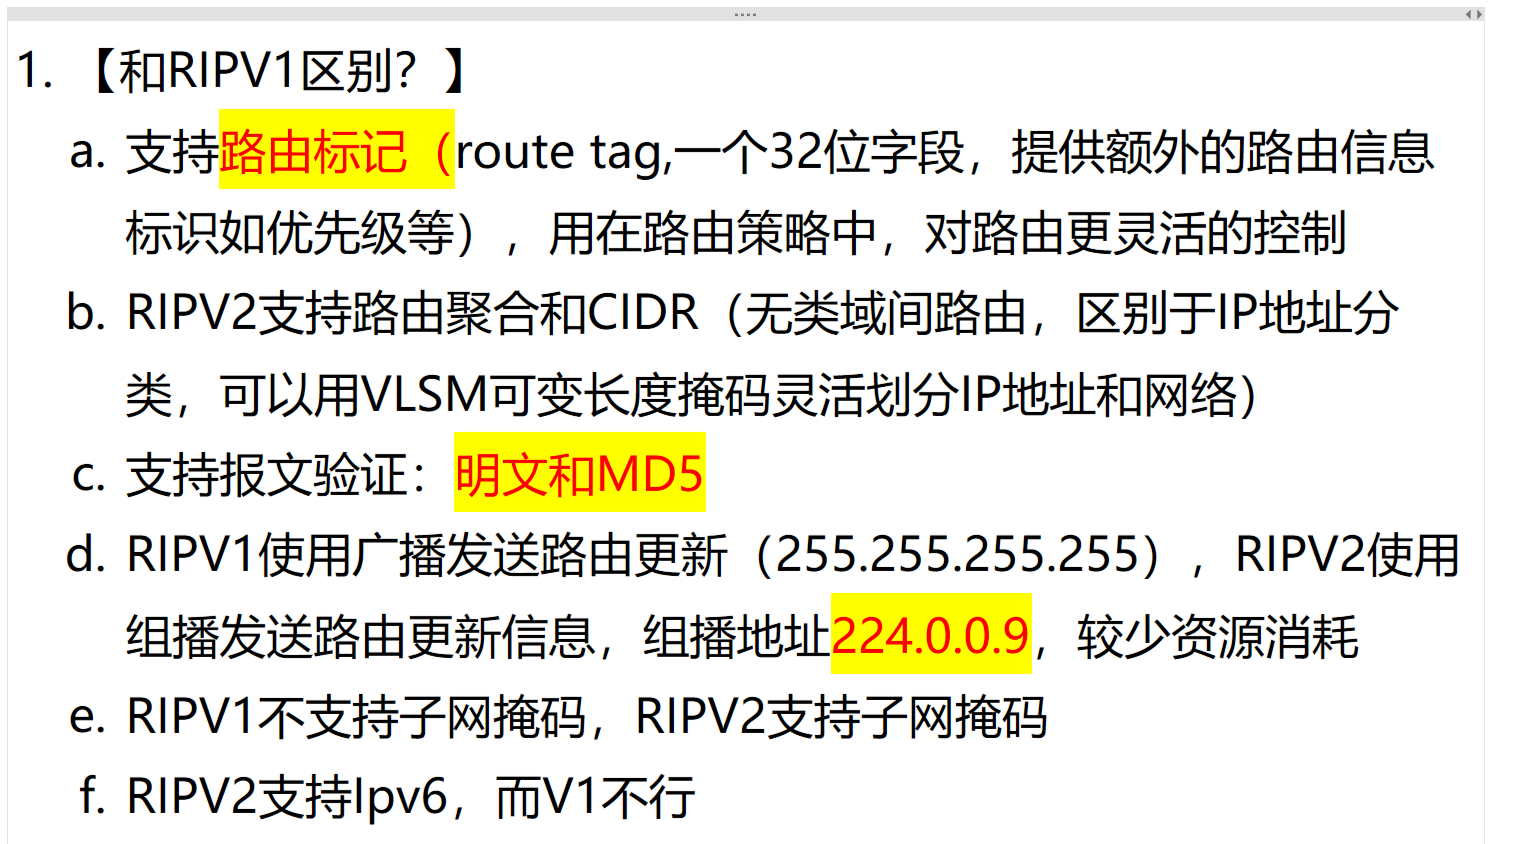 1. 【和RIPV1区别？】
a. 支持路由标记（route tag,一个32位字段，提供额外的路由信息
标识如优先级等），用在路由策略中，对路由更灵活的控制
b. RIPV2支持路由聚合和CIDR（无类域间路由，区别于IP地址分
类，可以用VLSM可变长度掩码灵活划分IP地址和网络）
c. 支持报文验证：明文和MD5
d. RIPV1使用广播发送路由更新（255.255.255.255），RIPV2使用
组播发送路由更新信息，组播地址224.0.0.9，较少资源消耗
e. RIPV1不支持子网掩码，RIPV2支持子网掩码
f. RIPV2支持Ipv6，而V1不行